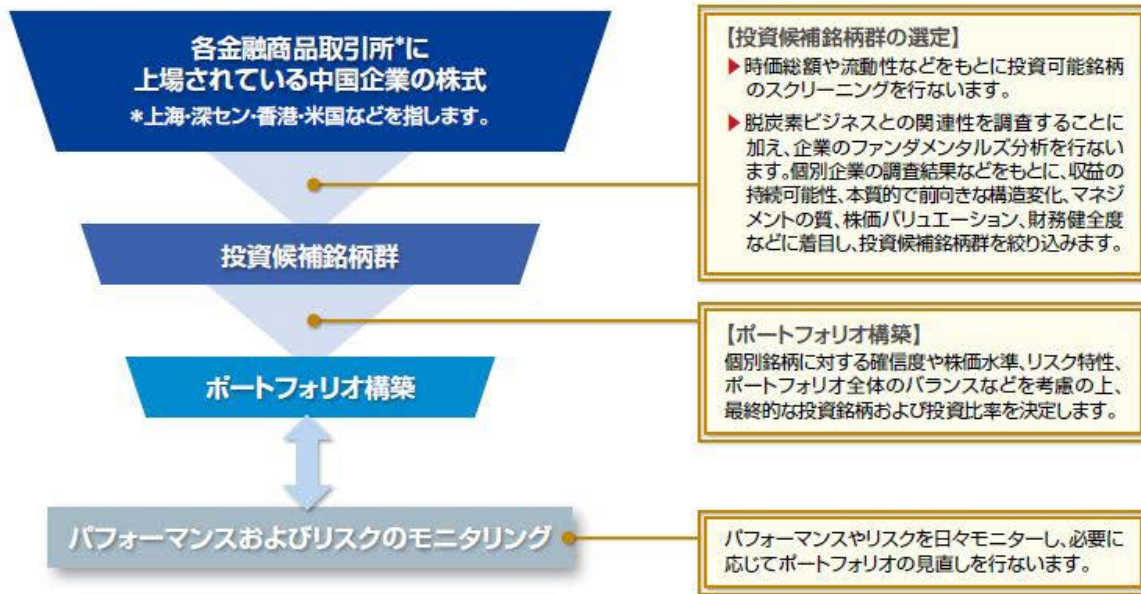 各金融商品取引所*に
上場されている中国企業の株式
*上海・深セン・香港・米国などを指します。
【投資候補銘柄群の選定】
▶時価総額や流動性などをもとに投資可能銘柄
のスクリーニングを行ないます。
▶脱炭素ビジネスとの関連性を調査することに
加え、企業のファンダメンタルズ分析を行ない
ます。個別企業の調査結果などをもとに、収益の
持続可能性、本質的で前向きな構造変化、マネジ
メントの質、株価バリュエーション、財務健全度
などに着目し、投資候補銘柄群を絞り込みます。
投資候補銘柄群
【ポートフォリオ構築】
個別銘柄に対する確信度や株価水準、リスク特性、
ポートフォリオ全体のバランスなどを考慮の上、
最終的な投資銘柄および投資比率を決定します。
ポートフォリオ構築
パフォーマンスおよびリスクのモニタリング
パフォーマンスやリスクを日々モニターし、必要に
応じてポートフォリオの見直しを行ないます。